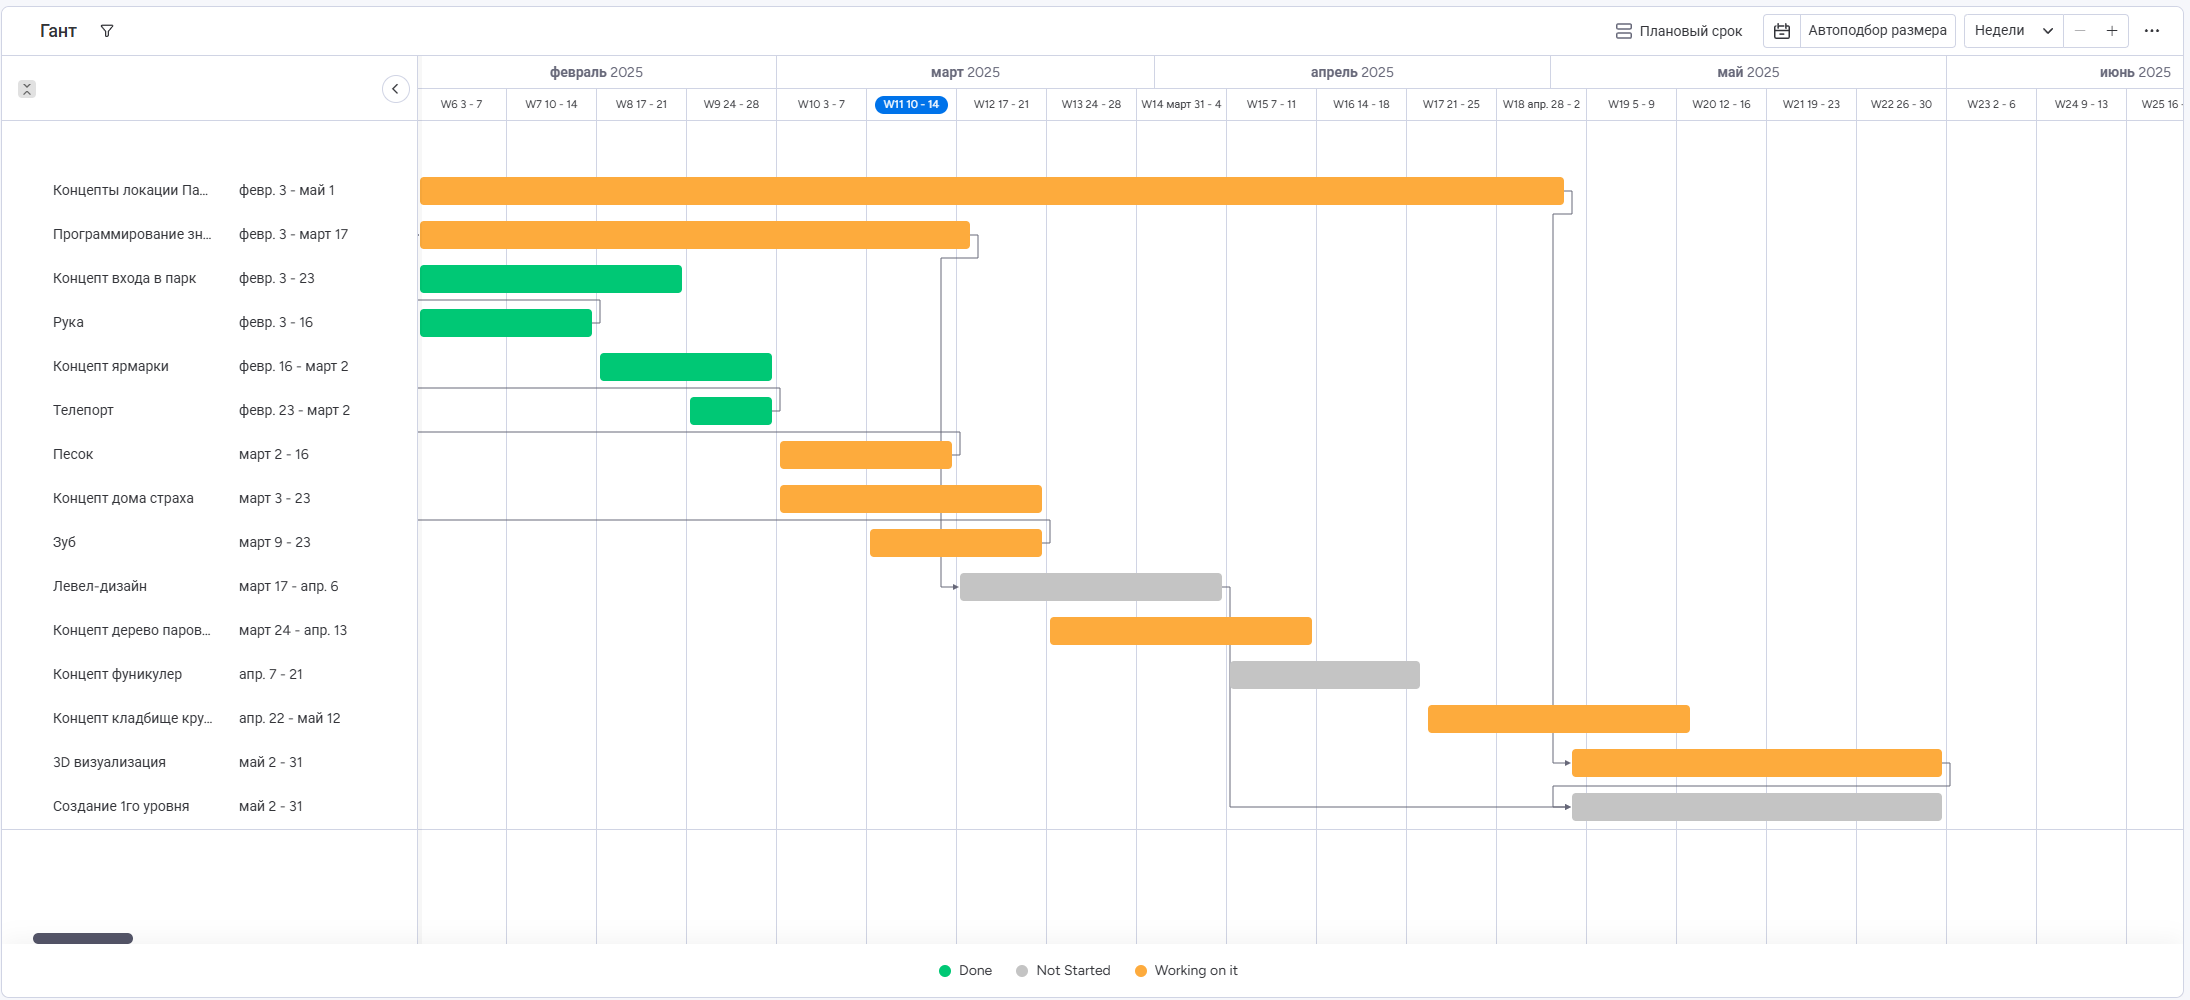 Гант
Плановый срок
Автоподбор размера
Недели
февраль 2025
март 2025
апрель 2025
май 2025
июнь 2025
W6 3 - 7
W7 10 - 14
W8 17 - 21
W9 24 - 28
W10 3 - 7
W11 10 - 14
W12 17 - 21
W13 24 - 28
W14 март 31 - 4
W15 7 - 11
W16 14 - 18
W17 21 - 25
W18 апр. 28 - 2
W19 5 - 9
W20 12 - 16
W21 19 - 23
W22 26 - 30
W23 2 - 6
W24 9 - 13
W25 16 -
Концепты локации Па... февр. 3 - май 1
Программирование зн... февр. 3 - март 17
Концепт входа в парк февр. 3 - 23
Рука февр. 3 - 16
Концепт ярмарки февр. 16 - март 2
Телепорт февр. 23 - март 2
Песок март 2 - 16
Концепт дома страха март 3 - 23
Зуб март 9 - 23
Левел-дизайн март 17 - апр. 6
Концепт дерево паров... март 24 - апр. 13
Концепт фуникулер апр. 7 - 21
Концепт кладбище кру... апр. 22 - май 12
3D визуализация май 2 - 31
Создание 1го уровня май 2 - 31
Done
Not Started
Working on it